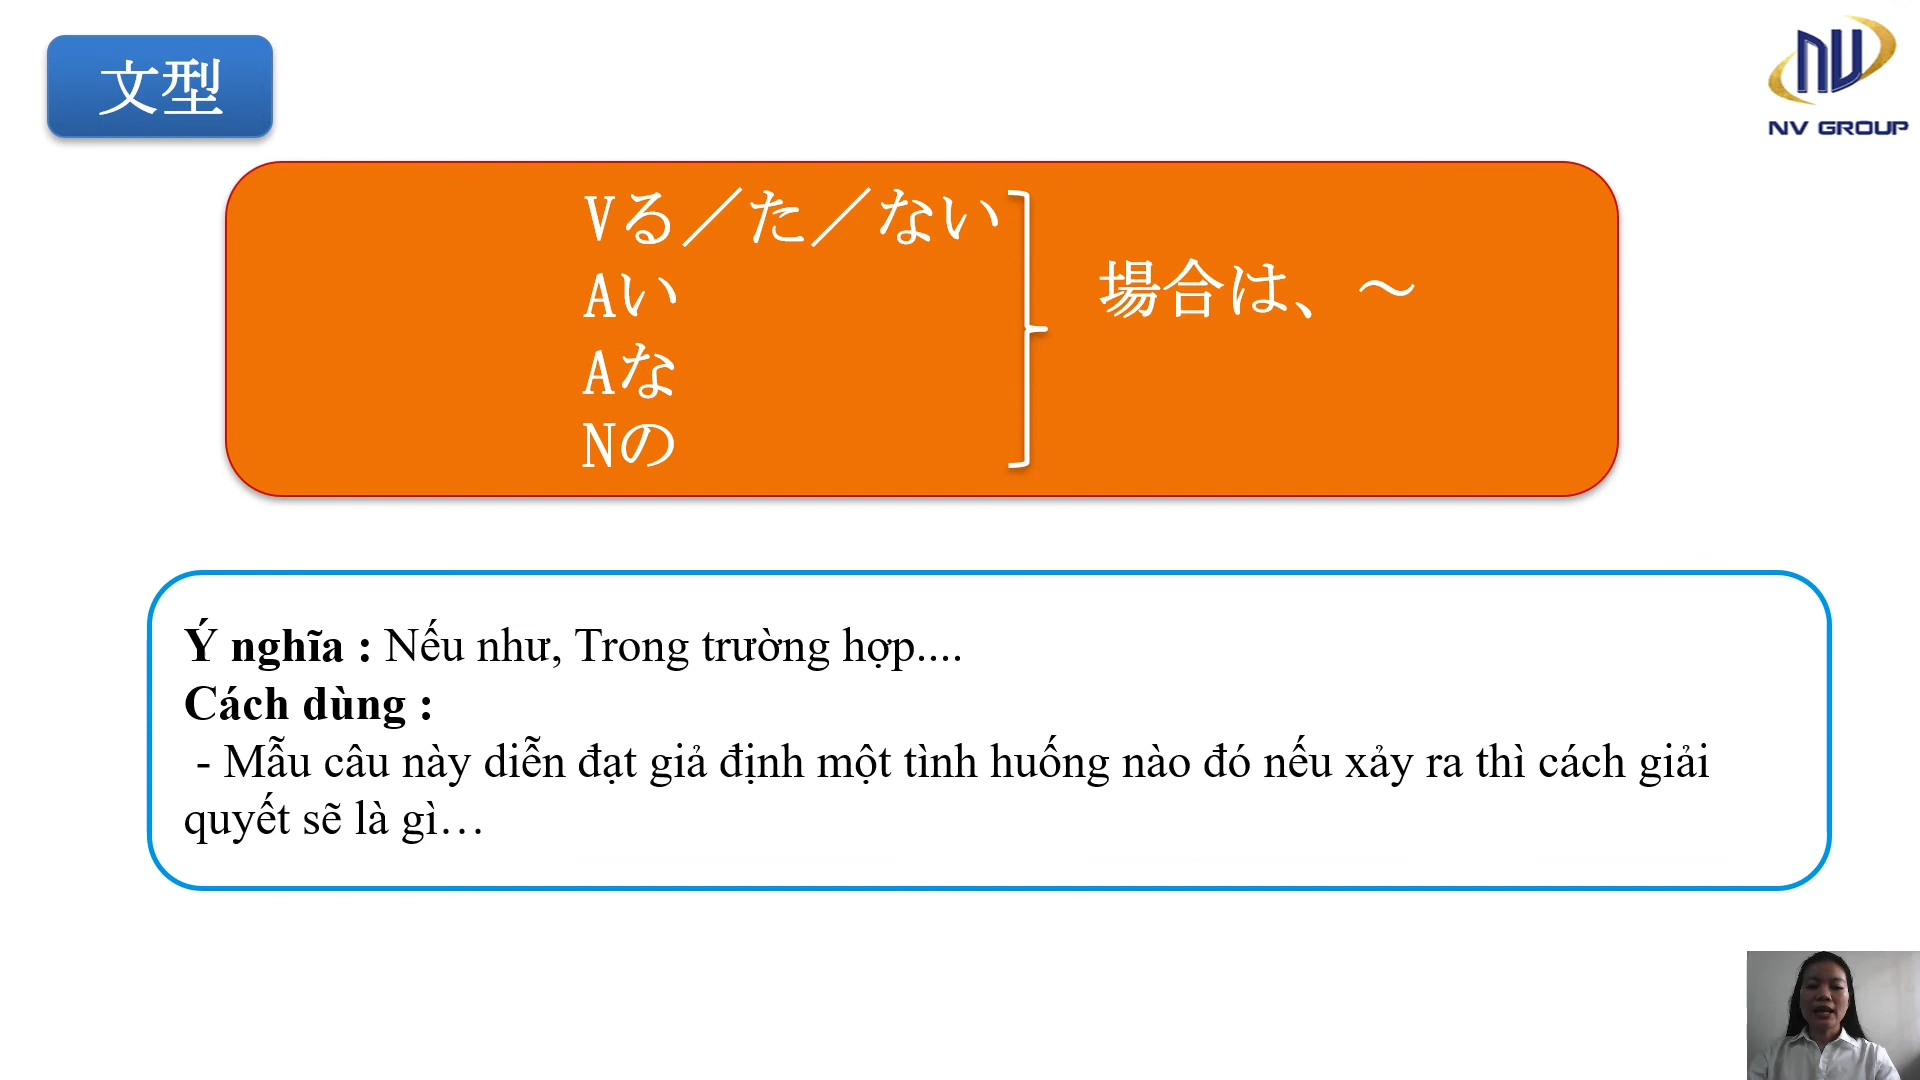 文型
NV GROUP
Vる／た／ない
Aい
Aな
Nの
場合は、～
Ý nghĩa : Nếu như, Trong trường hợp....
Cách dùng :
- Mẫu câu này diễn đạt giả định một tình huống nào đó nếu xảy ra thì cách giải
quyết sẽ là gì…